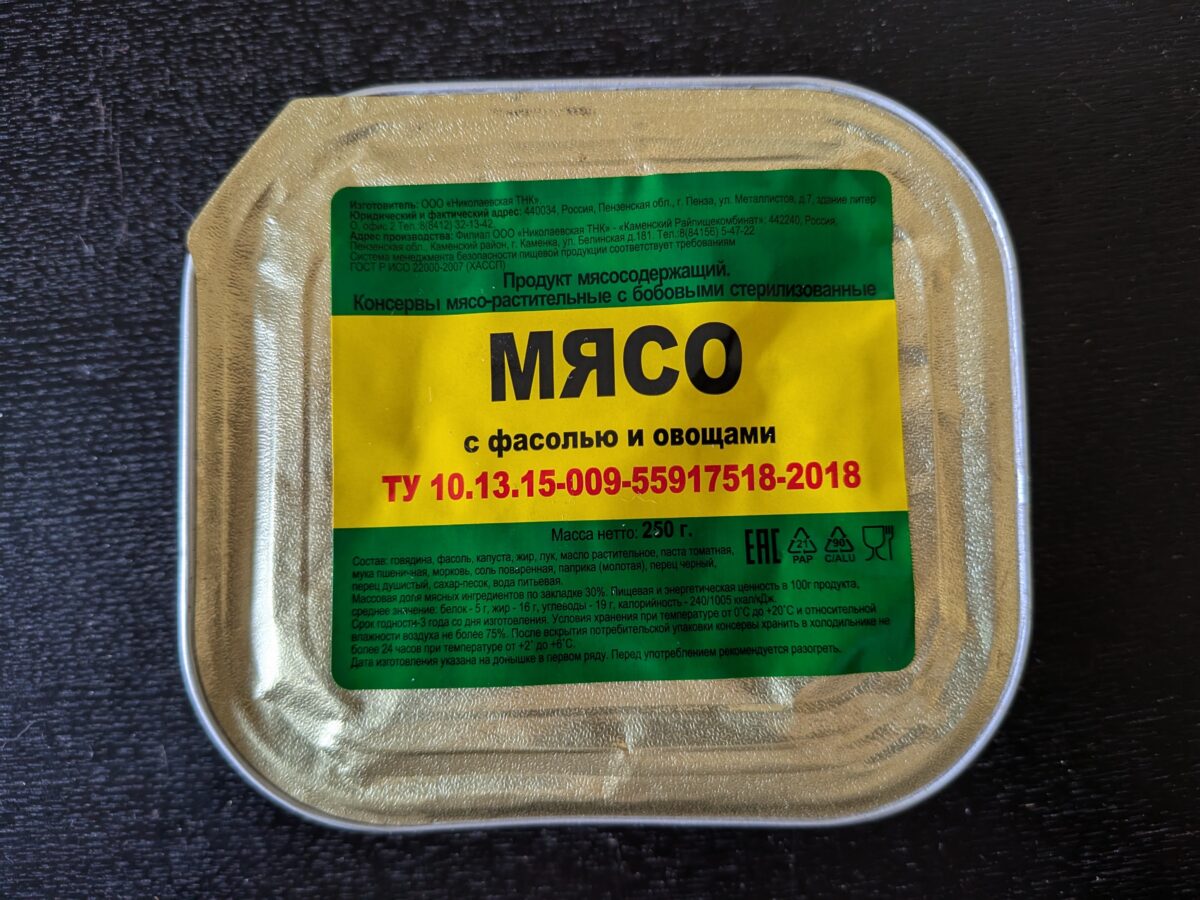 Изготовитель: ООО «Николаевская ТНК».
Юридический и фактический адрес: 440034, Россия, Пензенская обл., г. Пенза, ул. Металлистов, д.7, здание литер
О, офис 2 Тел. 8(8412) 32-13-42.
Адрес производства: Филиал ООО «Николаевская ТНК» - «Каменский Райпищекомбинат»: 442240, Россия,
Пензенская обл. Каменский район, г. Каменка, ул. Белинская д.181. Тел. 8(84156) 5-47-22
Система менеджмента безопасности пищевой продукции соответствует требованиям
ГОСТ Р ИСО 22000-2007 (ХАССП)
Продукт мясосодержащий.
Консервы мясо-растительные с бобовыми стерилизованные
МЯСО
с фасолью и овощами
ТУ 10.13.15-009-55917518-2018
Масса нетто: 250 г.
EAC 21 PAP 90 C/ALU
Состав: говядина, фасоль, капуста, жир, лук, масло растительное, паста томатная,
мука пшенич-ная, морковь, соль поваренная, паприка (молотая), перец черный,
перец душистый, сахар-песок, вода питьевая.
Массовая доля мясных ингредиентов по закладке 30%. Пищевая и энергетическая ценность в 100г продукта,
среднее значение: белок - 5 г, жир - 16 г, углеводы - 19 г, калорийность - 240/1005 ккал/кДж.
Срок годности-3 года со дня изготовления. Условия хранения при температуре от 0°С до +20°С и относительной
влажности воздуха не более 75%. После вскрытия потребительской упаковки консервы хранить в холодильнике не
более 24 часов при температуре от +2° до +6°С.
Дата изготовления указана на донышке в первом ряду. Перед употреблением рекомендуется разогреть.